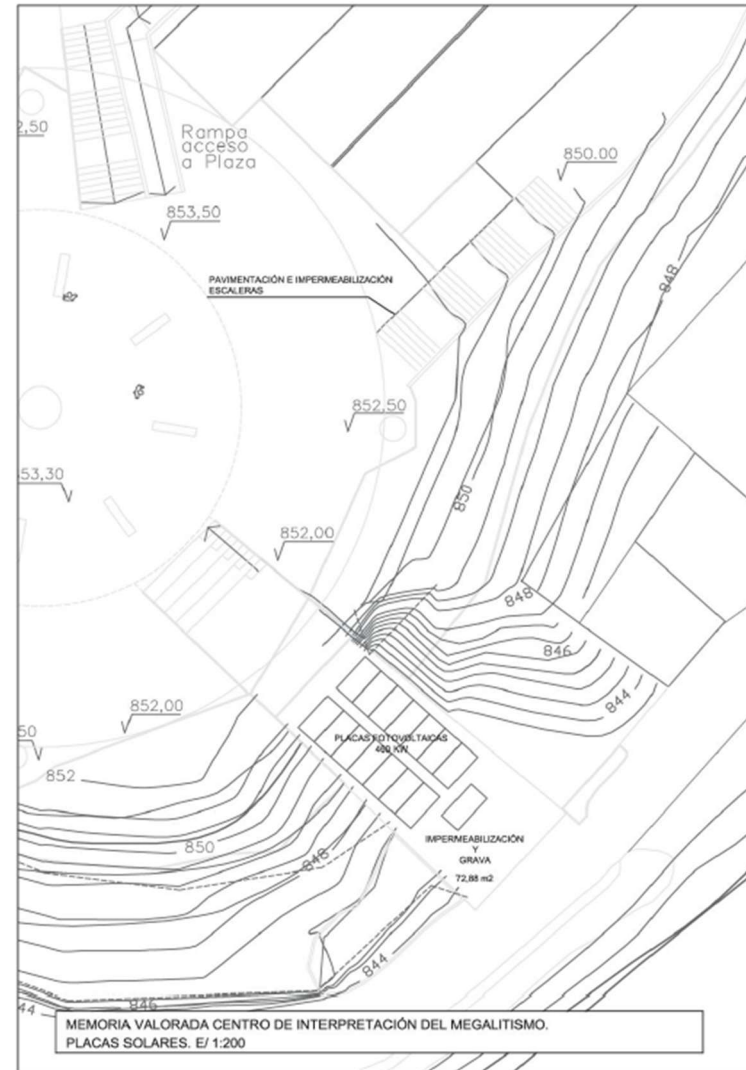 2,50
Rampa
acceso
a Plaza
850.00
853,50
PAVIMENTACIÓN E IMPERMEABILIZACIÓN
ESCALERAS
848
852,50
53,30
850
852,00
848
846
844
852,00
50
PLACAS FOTOVOLTAICAS
460 KW
852
850
848
IMPERMEABILIZACIÓN
Y
GRAVA
72,88 m2
844
846
44
MEMORIA VALORADA CENTRO DE INTERPRETACIÓN DEL MEGALITISMO.
PLACAS SOLARES. E/ 1:200